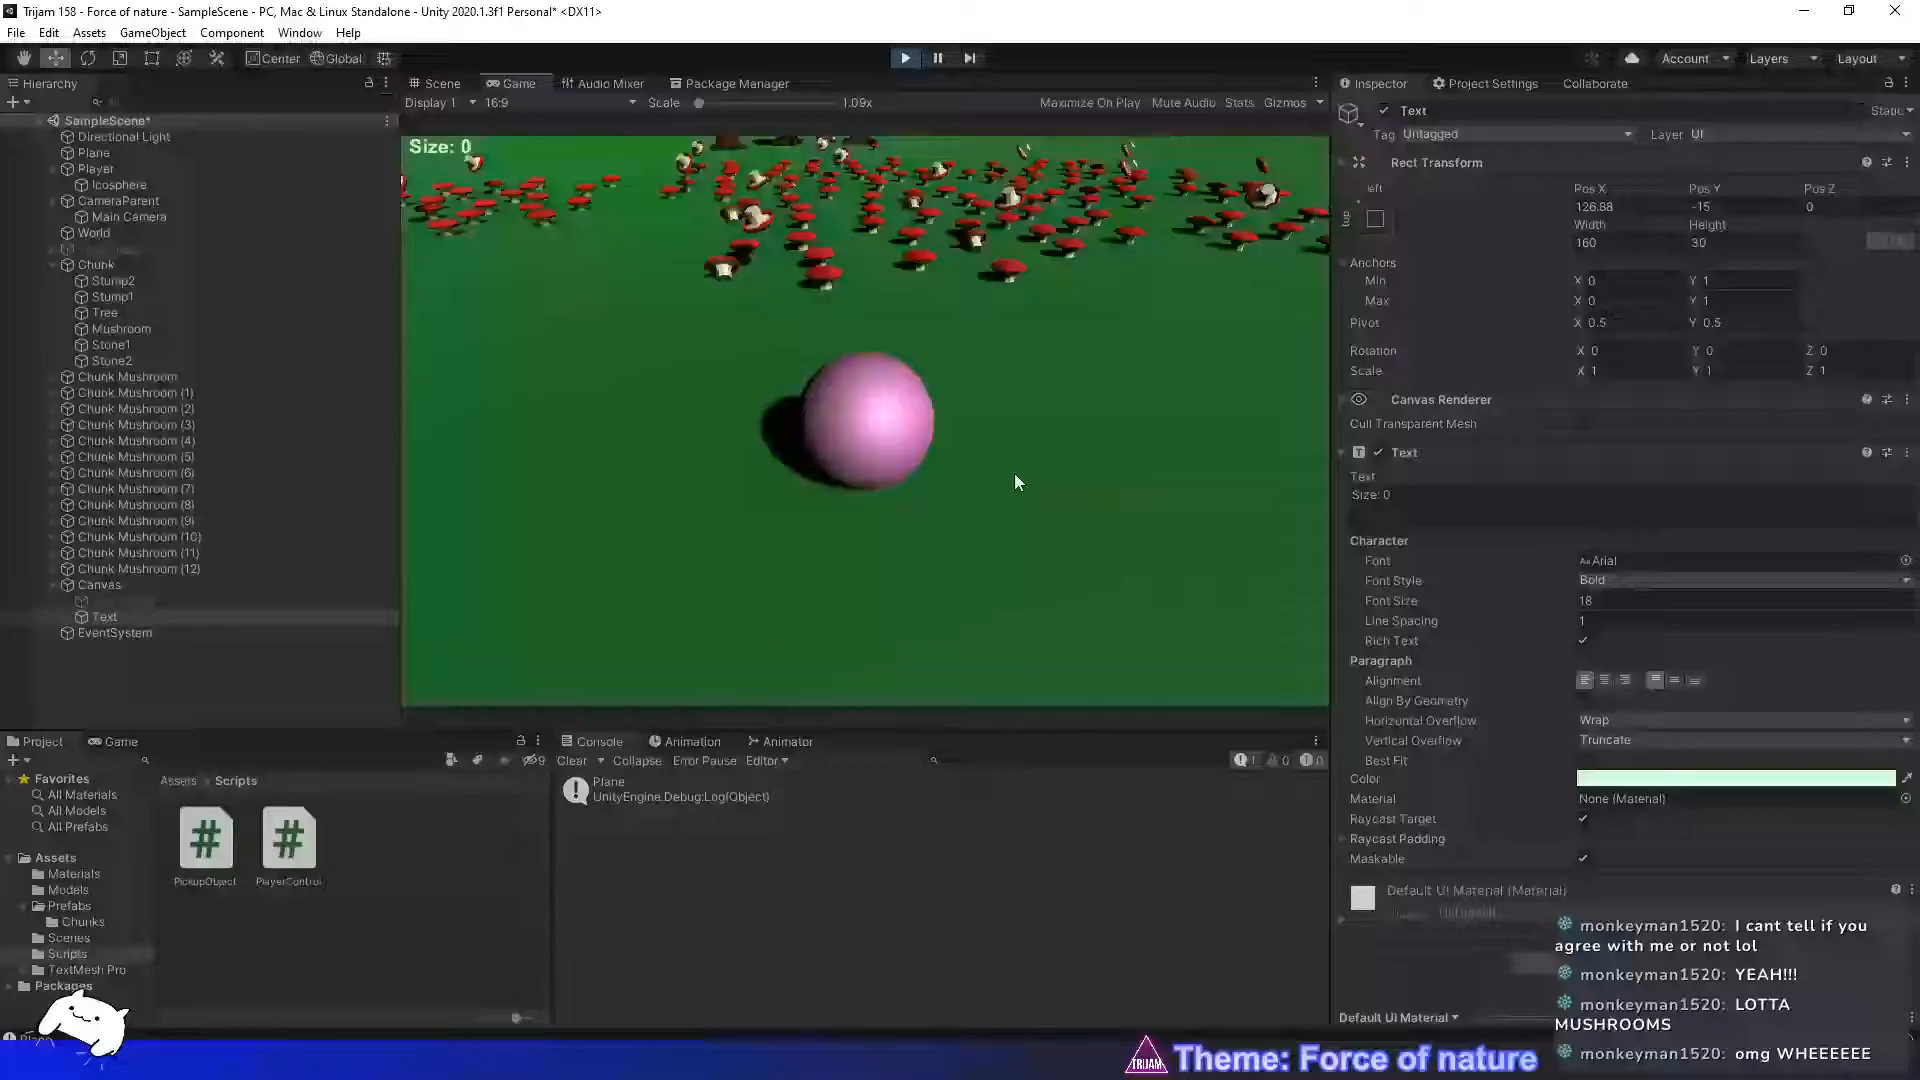 Trijam 158 - Force of nature - SampleScene - PC, Mac & Linux Standalone - Unity 2020.1.3f1 Personal* <DX11>
File Edit Assets GameObject Component Window Help
Center Global
Account Layers Layout
Hierarchy
SampleScene*
Directional Light
Plane
Player
Icosphere
CameraParent
Main Camera
World
Chunk
Stump2
Stump1
Tree
Mushroom
Stone1
Stone2
Chunk Mushroom
Chunk Mushroom (1)
Chunk Mushroom (2)
Chunk Mushroom (3)
Chunk Mushroom (4)
Chunk Mushroom (5)
Chunk Mushroom (6)
Chunk Mushroom (7)
Chunk Mushroom (8)
Chunk Mushroom (9)
Chunk Mushroom (10)
Chunk Mushroom (11)
Chunk Mushroom (12)
Canvas
Text
EventSystem
Scene Game Audio Mixer Package Manager
Display 1 16:9 Scale 1.09x Maximize On Play Mute Audio Stats Gizmos
Size: 0
Inspector Project Settings Collaborate
Text Static
Tag Untagged Layer UI
Rect Transform
left
top
Pos X Pos Y Pos Z
126.88 -15 0
Width Height
160 30
Anchors
Min X 0 Y 1
Max X 0 Y 1
Pivot X 0.5 Y 0.5
Rotation X 0 Y 0 Z 0
Scale X 1 Y 1 Z 1
Canvas Renderer
Cull Transparent Mesh
Text
Text
Size: 0
Character
Font Arial
Font Style Bold
Font Size 18
Line Spacing 1
Rich Text
Paragraph
Alignment
Align By Geometry
Horizontal Overflow Wrap
Vertical Overflow Truncate
Best Fit
Color
Material None (Material)
Raycast Target
Raycast Padding
Maskable
Default UI Material (Material)
Default UI Material
Project Game
Favorites
All Materials
All Models
All Prefabs
Assets
Materials
Models
Prefabs
Chunks
Scenes
Scripts
TextMesh Pro
Packages
Assets Scripts
PickupObject PlayerControl
9
Console Animation Animator
Clear Collapse Error Pause Editor
1 0 0
Plane
UnityEngine.Debug:Log(Object)
Plane
monkeyman1520: I cant tell if you
agree with me or not lol
monkeyman1520: YEAH!!!
monkeyman1520: LOTTA
MUSHROOMS
monkeyman1520: omg WHEEEEEE
TRIJAM
Theme: Force of nature